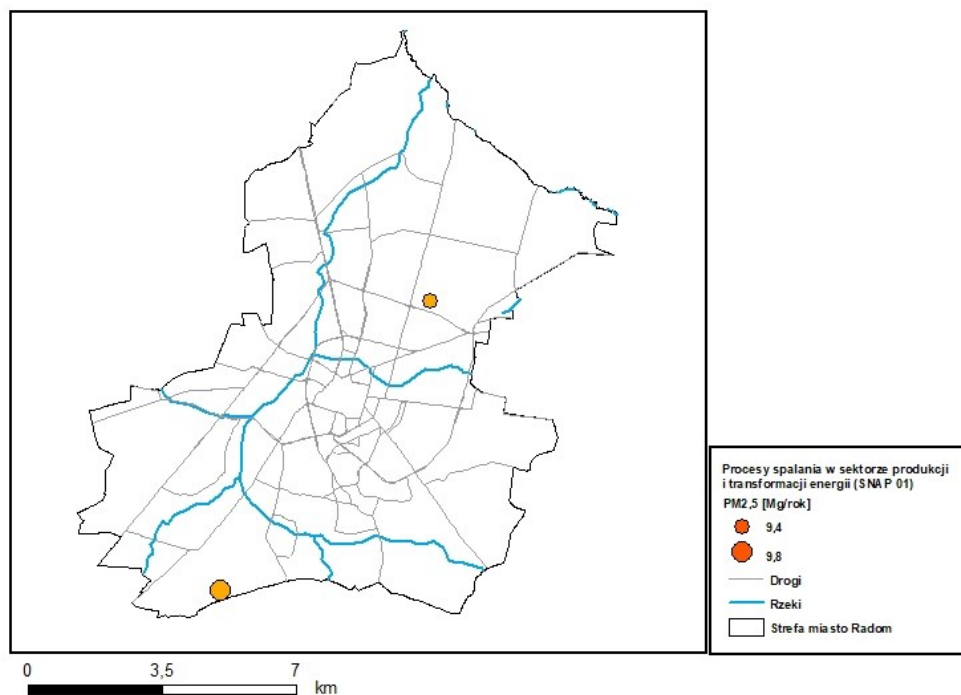 Procesy spalania w sektorze produkcji
i transformacji energii (SNAP 01)
PM2,5 [Mg/rok]
9,4
9,8
Drogi
Rzeki
Strefa miasto Radom
0 3,5 7
km